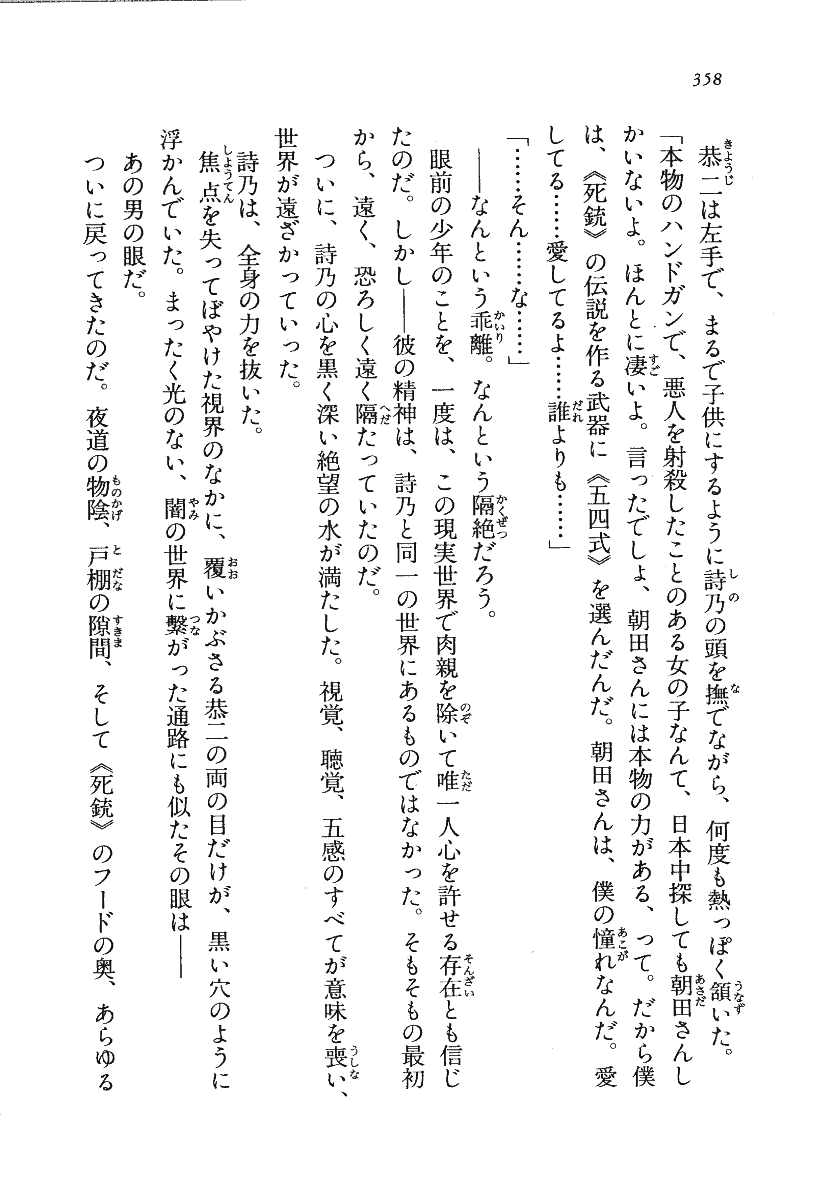 358
恭二は左手で、まるで子供にするように詩乃の頭を撫でながら、何度も熱っぽく頷いた。
「本物のハンドガンで、悪人を射殺したことのある女の子なんて、日本中探しても朝田さんし
かいないよ。ほんとに凄いよ。言ったでしょ、朝田さんには本物の力がある、って。だから僕
は、《死銃》の伝説を作る武器に《五四式》を選んだんだ。朝田さんは、僕の憧れなんだ。愛
してる……愛してるよ……誰よりも……」
「……そん……な……」
――なんという乖離。なんという隔絶だろう。
眼前の少年のことを、一度は、この現実世界で肉親を除いて唯一人心を許せる存在とも信じ
たのだ。しかし――彼の精神は、詩乃と同一の世界にあるものではなかった。そもそもの最初
から、遠く、恐ろしく遠く隔たっていたのだ。
ついに、詩乃の心を黒く深い絶望の水が満たした。視覚、聴覚、五感のすべてが意味を喪い、
世界が遠ざかっていった。
詩乃は、全身の力を抜いた。
焦点を失ってぼやけた視界のなかに、覆いかぶさる恭二の両の目だけが、黒い穴のように
浮かんでいた。まったく光のない、闇の世界に繋がった通路にも似たその眼は――
あの男の眼だ。
ついに戻ってきたのだ。夜道の物陰、戸棚の隙間、そして《死銃》のフードの奥、あらゆる